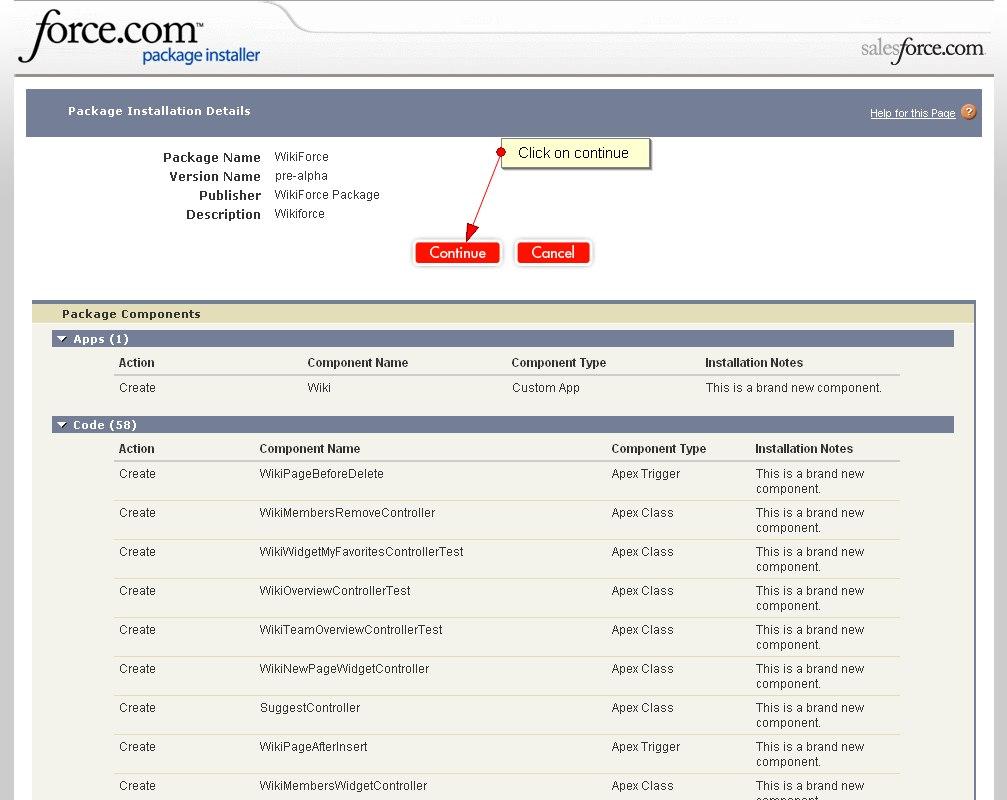 force.com™
package installer
salesforce.com
Package Installation Details
Help for this Page ?
Package Name WikiForce
Version Name pre-alpha
Publisher WikiForce Package
Description Wikiforce
Click on continue
Continue Cancel
Package Components
Apps (1)
Action Component Name Component Type Installation Notes
Create Wiki Custom App This is a brand new component.
Code (58)
Action Component Name Component Type Installation Notes
Create WikiPageBeforeDelete Apex Trigger This is a brand new
component.
Create WikiMembersRemoveController Apex Class This is a brand new
component.
Create WikiWidgetMyFavoritesControllerTest Apex Class This is a brand new
component.
Create WikiOverviewControllerTest Apex Class This is a brand new
component.
Create WikiTeamOverviewControllerTest Apex Class This is a brand new
component.
Create WikiNewPageWidgetController Apex Class This is a brand new
component.
Create SuggestController Apex Class This is a brand new
component.
Create WikiPageAfterInsert Apex Trigger This is a brand new
component.
Create WikiMembersWidgetController Apex Class This is a brand new
component.